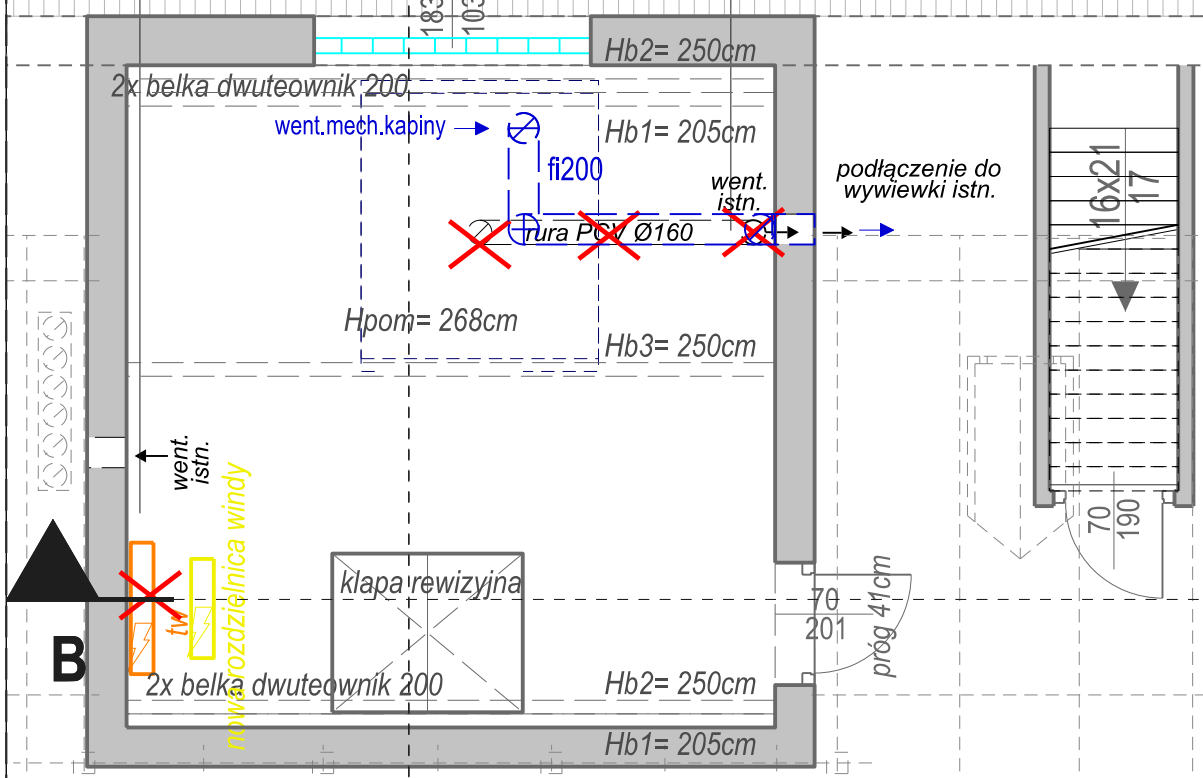 183
103
Hb2= 250cm
2x belka dwuteownik 200
went.mech.kabiny
Hb1= 205cm
fi200
went.
istn.
podłączenie do
wywiewki istn.
16x21
17
rura PCV Ø160
Hpom= 268cm
Hb3= 250cm
went.
istn.
nowa rozdzielnica windy
tw
klapa rewizyjna
70
201
próg 41cm
70
190
B
2x belka dwuteownik 200
Hb2= 250cm
Hb1= 205cm